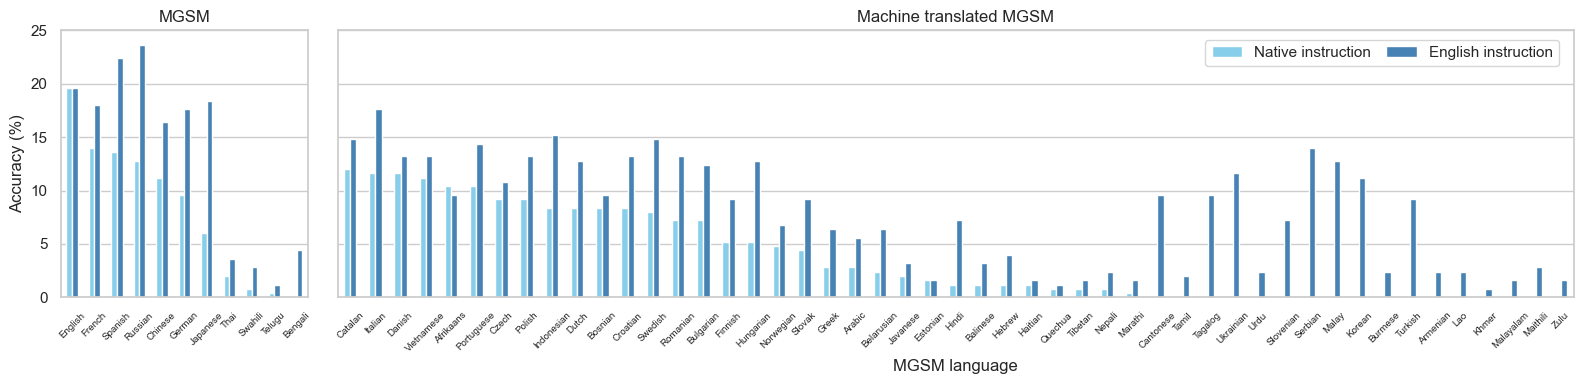 MGSM
Machine translated MGSM
Accuracy (%)
25
20
15
10
5
0
Native instruction
English instruction
English
French
Spanish
Russian
Chinese
German
Japanese
Thai
Swahili
Telugu
Bengali
Catalan
Italian
Danish
Vietnamese
Afrikaans
Portuguese
Czech
Polish
Indonesian
Dutch
Bosnian
Croatian
Swedish
Romanian
Bulgarian
Finnish
Hungarian
Norwegian
Slovak
Greek
Arabic
Belarusian
Javanese
Estonian
Hindi
Balinese
Hebrew
Haitian
Quechua
Tibetan
Nepali
Marathi
Cantonese
Tamil
Tagalog
Ukrainian
Urdu
Slovenian
Serbian
Malay
Korean
Burmese
Turkish
Armenian
Lao
Khmer
Malayalam
Maithili
Zulu
MGSM language